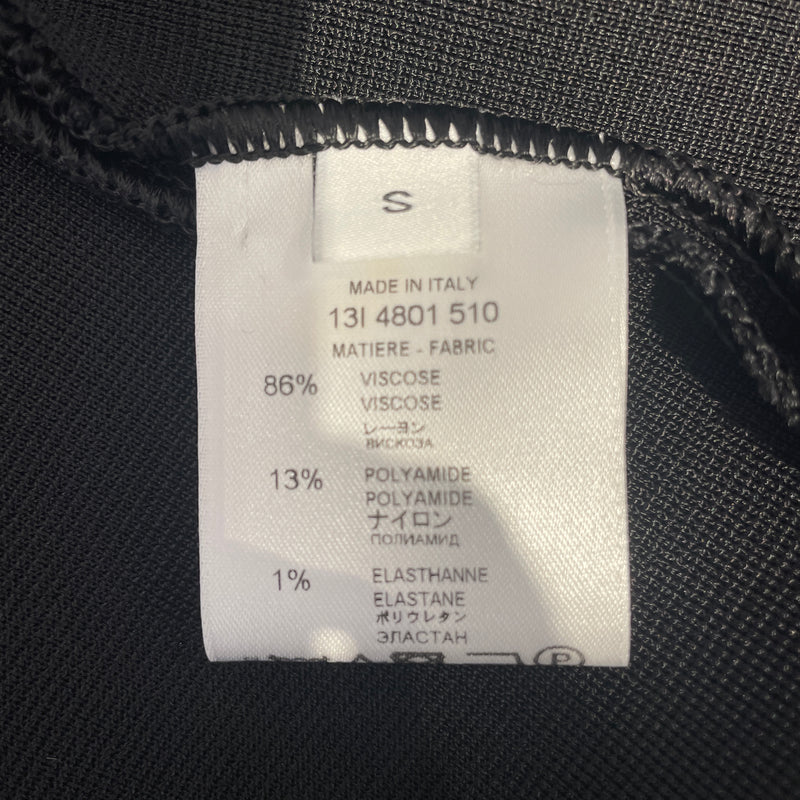 S
MADE IN ITALY
13I 4801 510
MATIERE - FABRIC
86% VISCOSE
VISCOSE
レーヨン
ВИСКОЗА
13% POLYAMIDE
POLYAMIDE
ナイロン
ПОЛИАМИД
1% ELASTHANNE
ELASTANE
ポリウレタン
ЭЛАСТАН
P